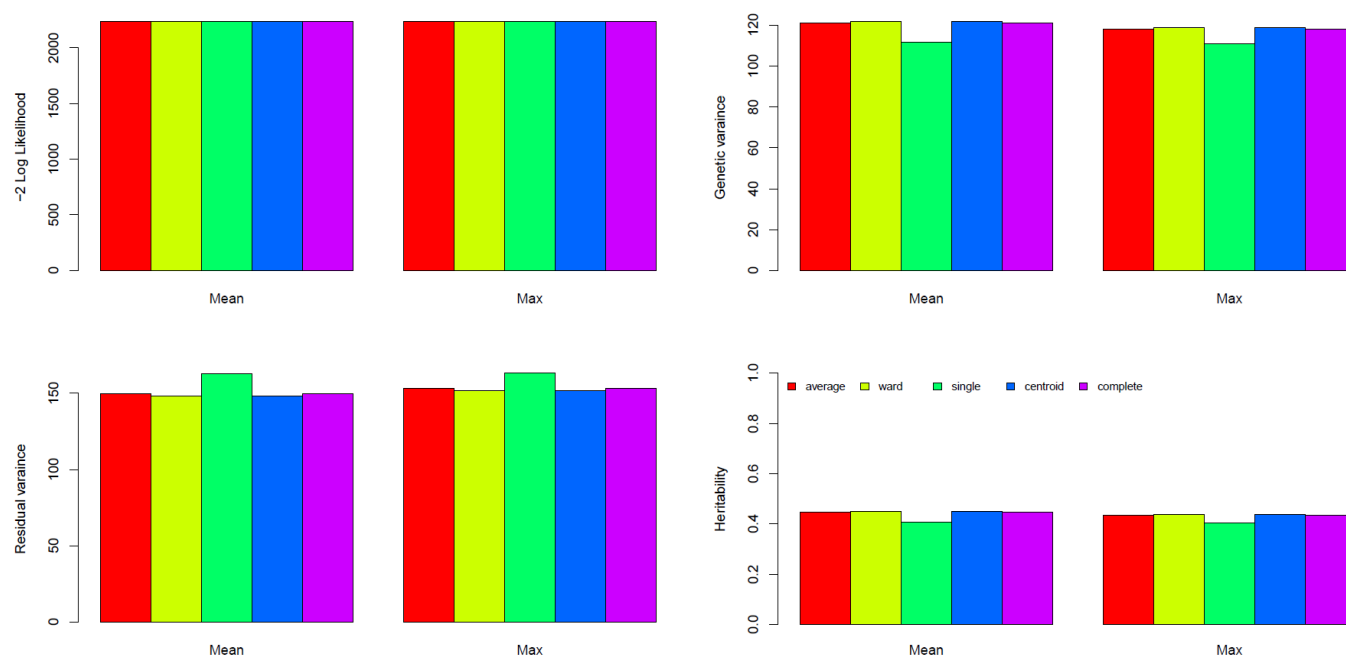 −2 Log Likelihood
0
500
1000
1500
2000
Mean
Max
Genetic varaince
0
20
40
60
80
100
120
Mean
Max
Residual varaince
0
50
100
150
Mean
Max
Heritability
0.0
0.2
0.4
0.6
0.8
1.0
average ward single centroid complete
Mean
Max